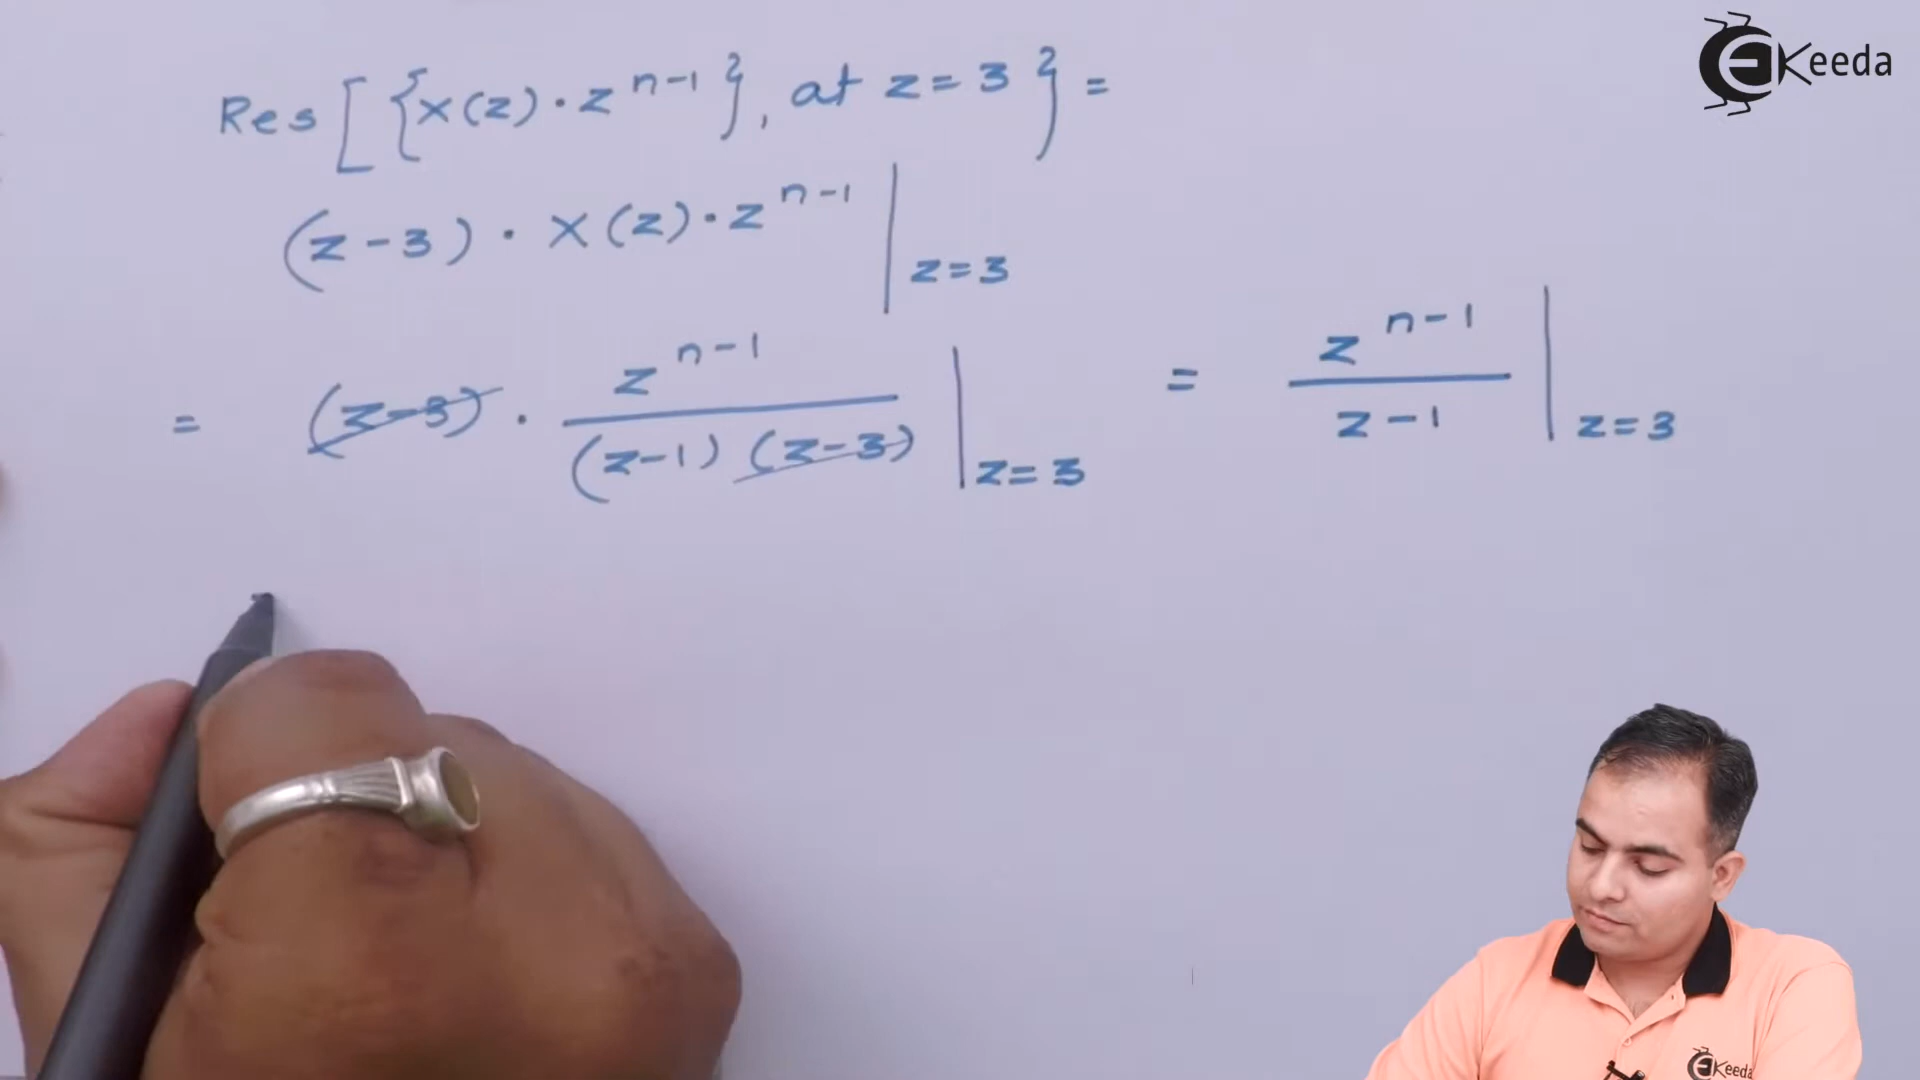 Res [ { x(z) · z^{n-1} }, at z = 3 } =
Keeda
(z - 3) · X(z) · z^{n-1} |_{z=3}
= (z-3) · z^{n-1} / (z-1) (z-3) |_{z=3} = z^{n-1} / z-1 |_{z=3}
Keeda